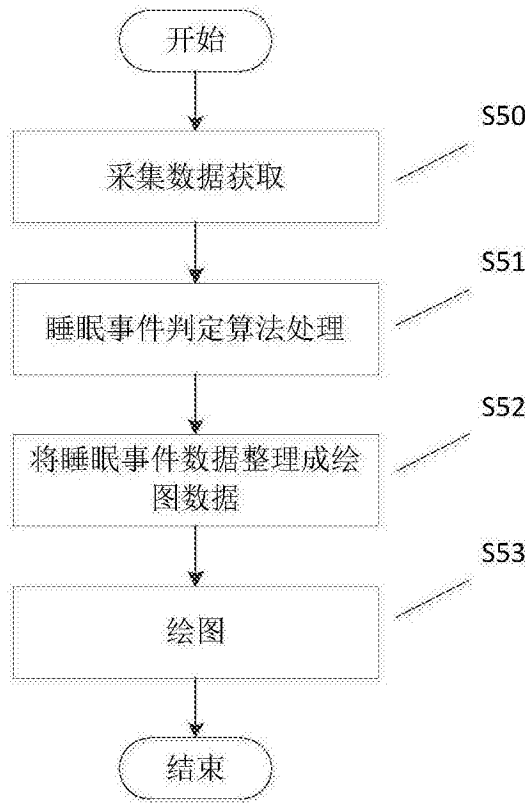 开始
S50
采集数据获取
S51
睡眠事件判定算法处理
S52
将睡眠事件数据整理成绘
图数据
S53
绘图
结束